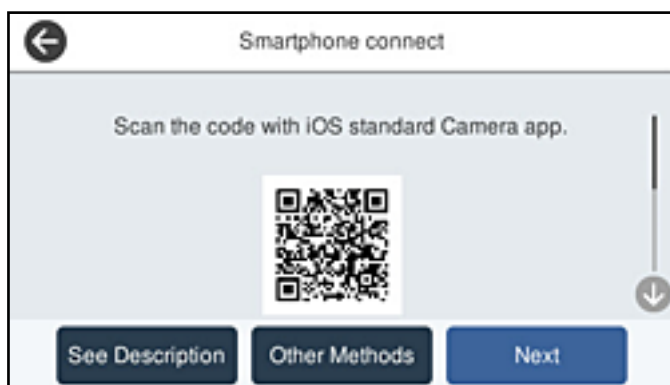 Smartphone connect
Scan the code with iOS standard Camera app.
See Description
Other Methods
Next